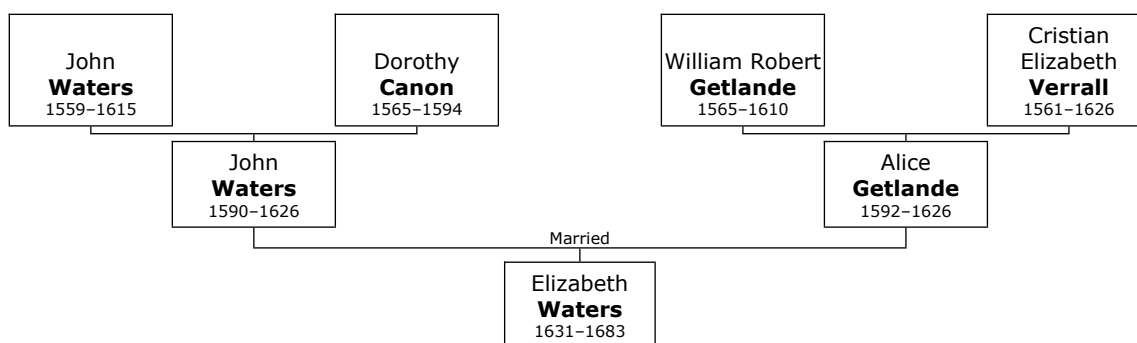 John
Waters
1559–1615
Dorothy
Canon
1565–1594
William Robert
Getlande
1565–1610
Cristian
Elizabeth
Verrall
1561–1626
John
Waters
1590–1626
Alice
Getlande
1592–1626
Married
Elizabeth
Waters
1631–1683